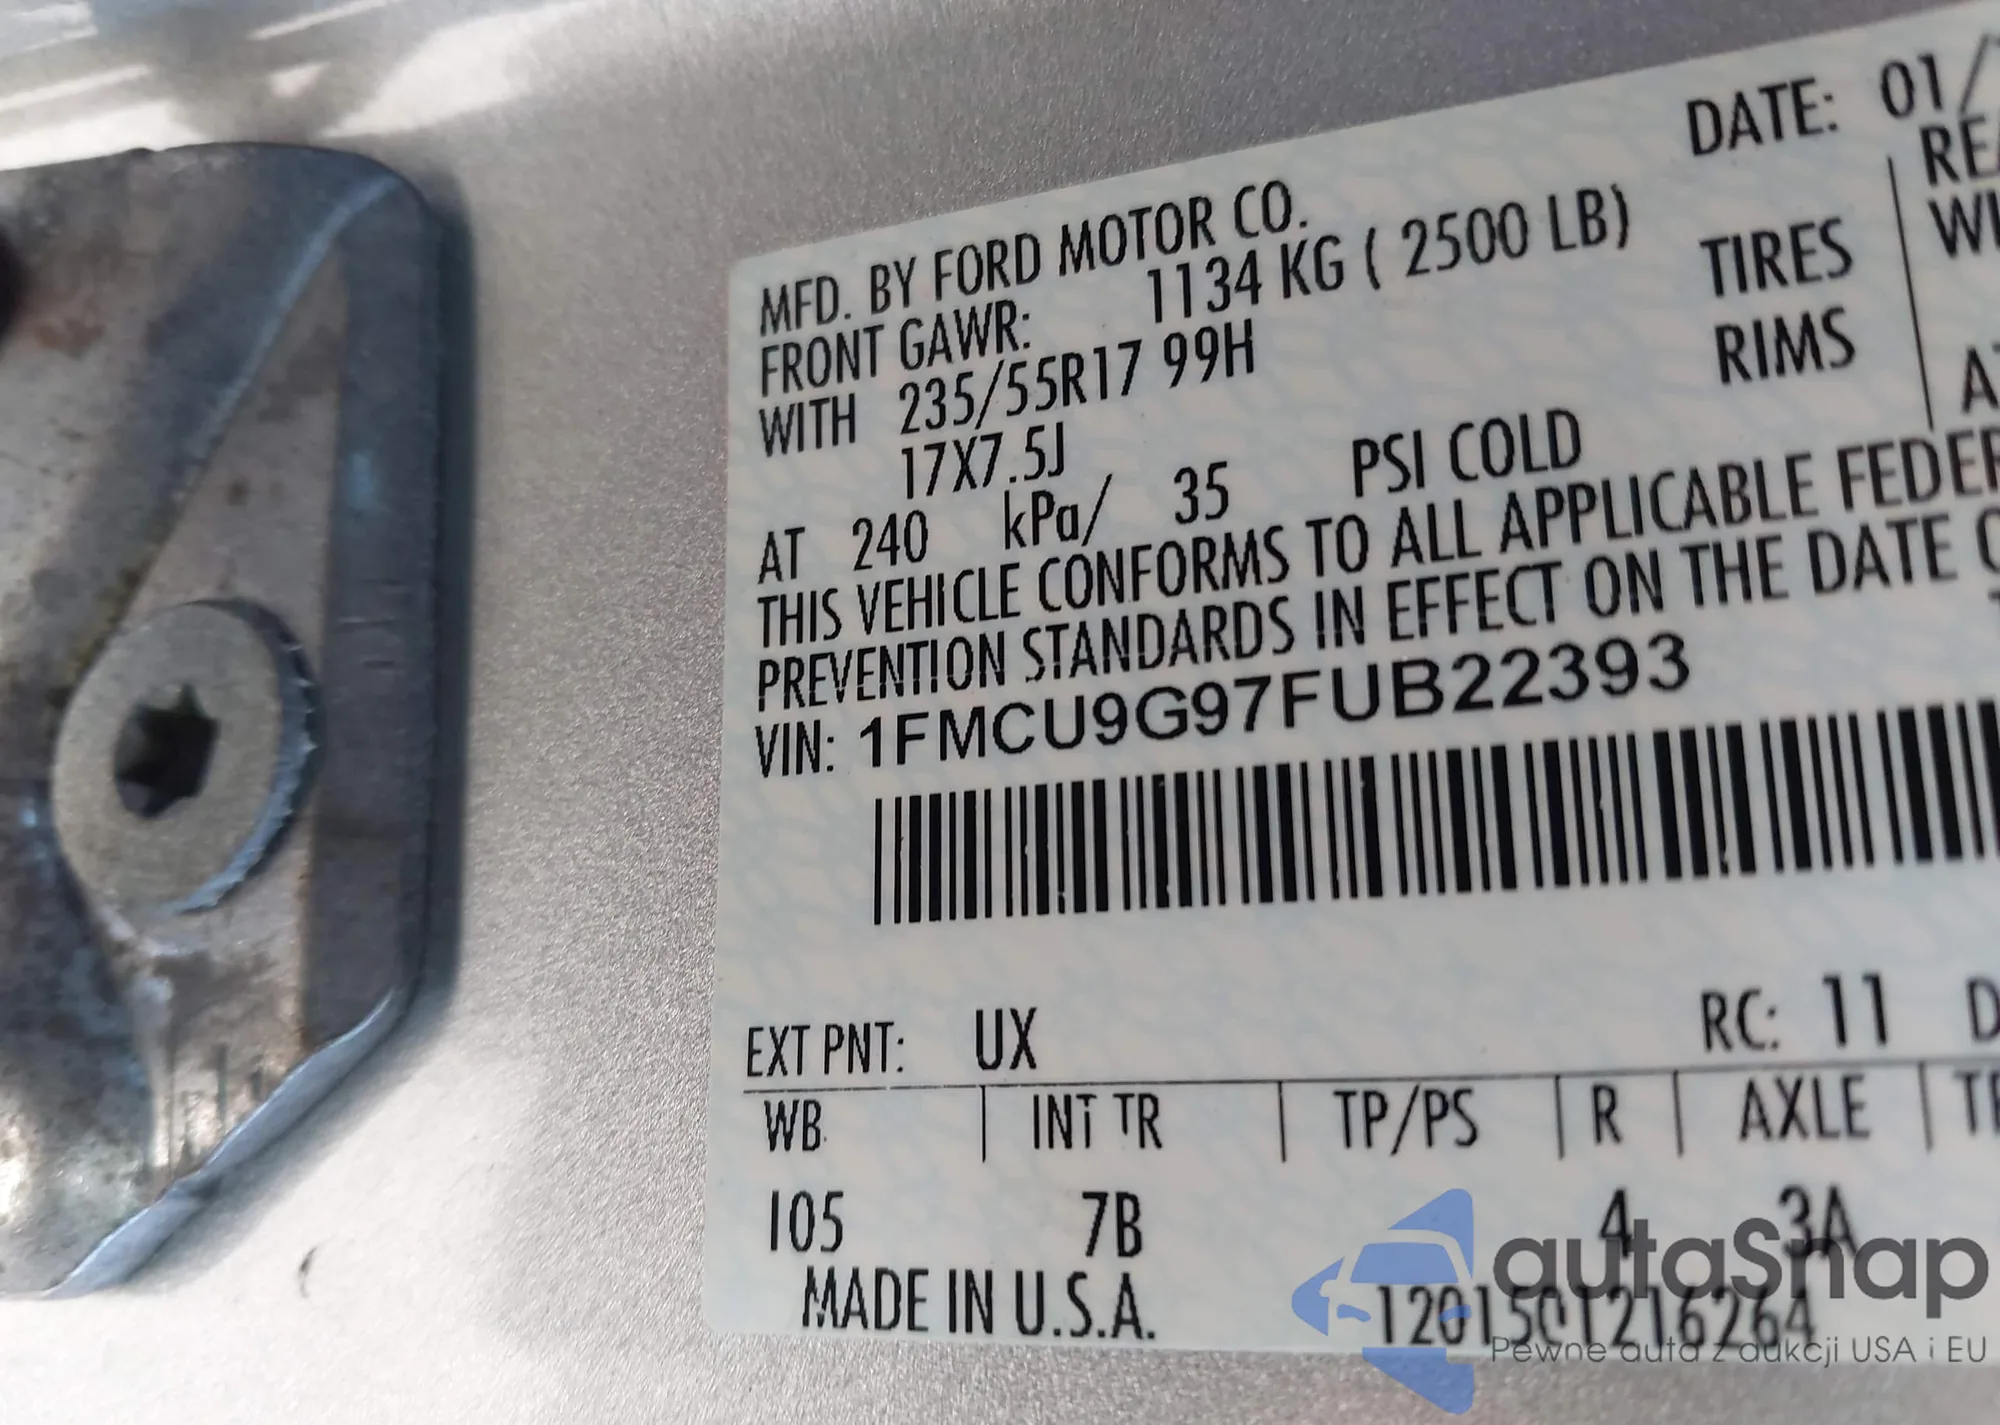 DATE: 01/
MFD. BY FORD MOTOR CO.
FRONT GAWR: 1134 KG ( 2500 LB)
WITH 235/55R17 99H TIRES
17X7.5J RIMS
AT 240 kPa/ 35 PSI COLD
THIS VEHICLE CONFORMS TO ALL APPLICABLE
PREVENTION STANDARDS IN EFFECT ON THE DATE
VIN: 1FMCU9G97FUB22393
EXT PNT: UX RC: 11
WB INT TR TP/PS R AXLE
105 7B 4 3A
MADE IN U.S.A.
1201501216264
autaSnap
Pewne auta z aukcji USA i EU